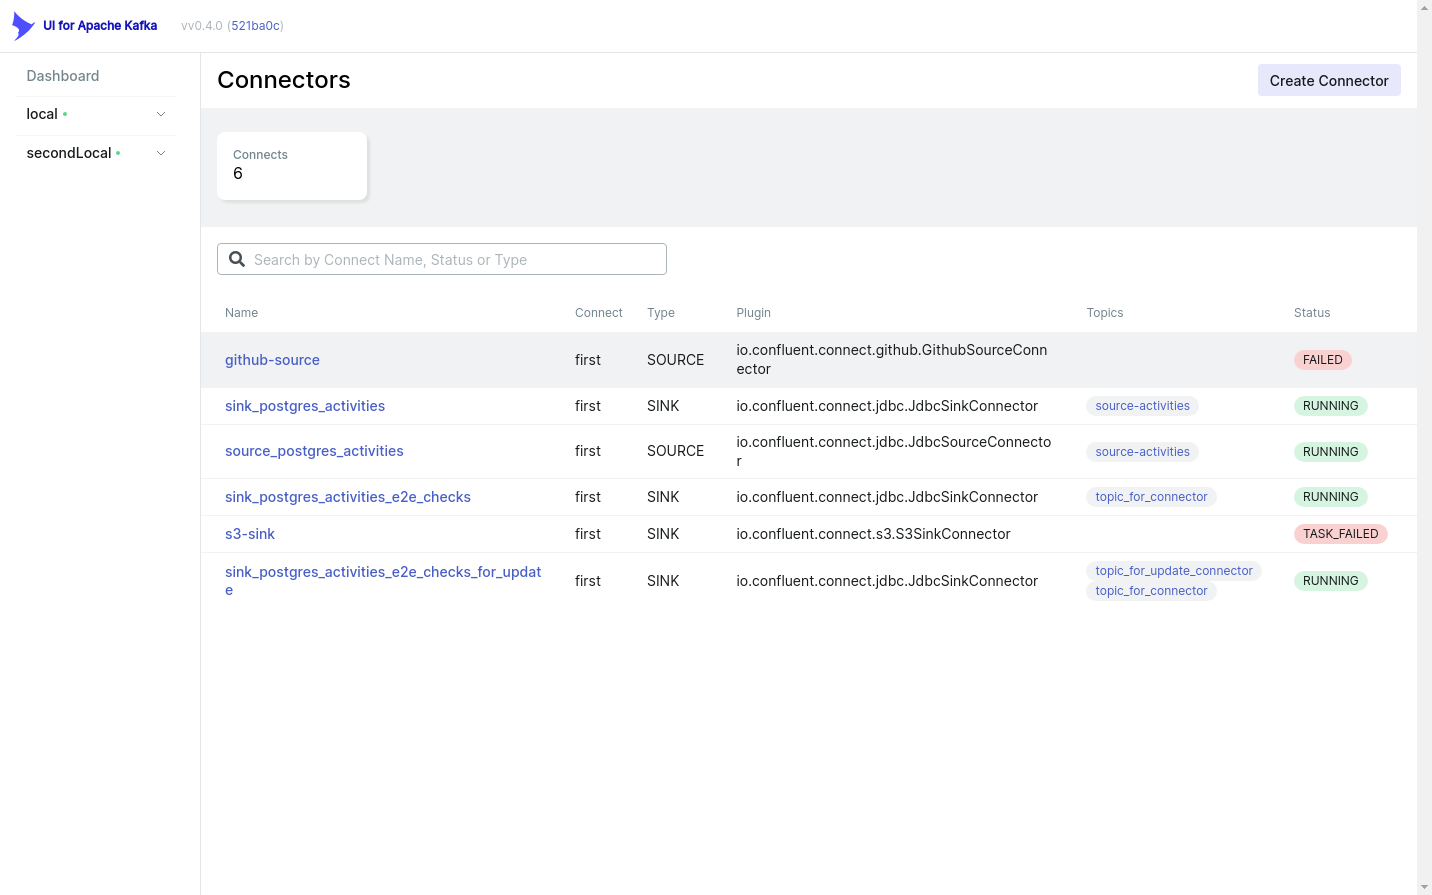 UI for Apache Kafka vv0.4.0 (521ba0c)
Dashboard
local
secondLocal
Connectors
Create Connector
Connects
6
Search by Connect Name, Status or Type
Name Connect Type Plugin Topics Status
github-source first SOURCE io.confluent.connect.github.GithubSourceConn
ector FAILED
sink_postgres_activities first SINK io.confluent.connect.jdbc.JdbcSinkConnector source-activities RUNNING
source_postgres_activities first SOURCE io.confluent.connect.jdbc.JdbcSourceConnecto
r source-activities RUNNING
sink_postgres_activities_e2e_checks first SINK io.confluent.connect.jdbc.JdbcSinkConnector topic_for_connector RUNNING
s3-sink first SINK io.confluent.connect.s3.S3SinkConnector TASK_FAILED
sink_postgres_activities_e2e_checks_for_updat
e first SINK io.confluent.connect.jdbc.JdbcSinkConnector topic_for_update_connector
topic_for_connector RUNNING